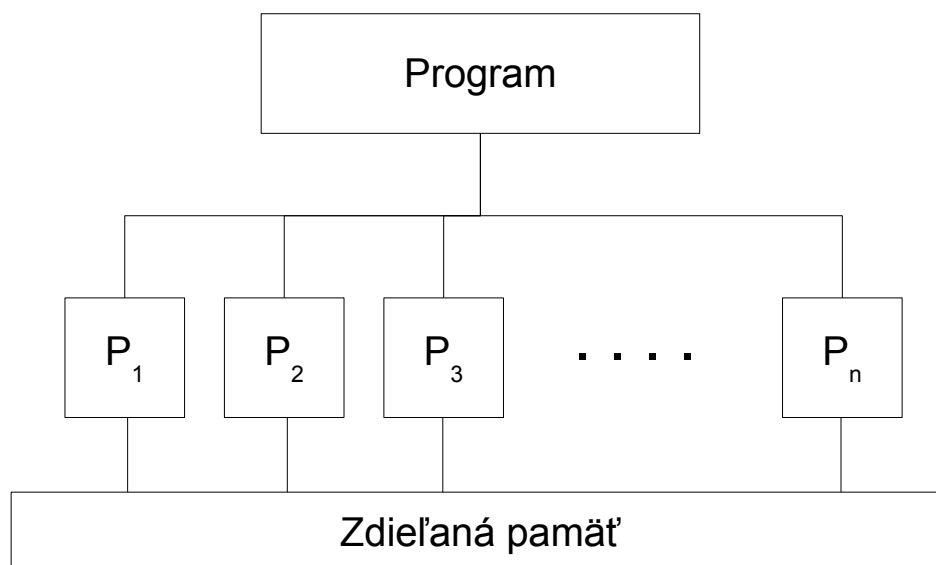 Program
P1 P2 P3 . . . . Pn
Zdieľaná pamäť